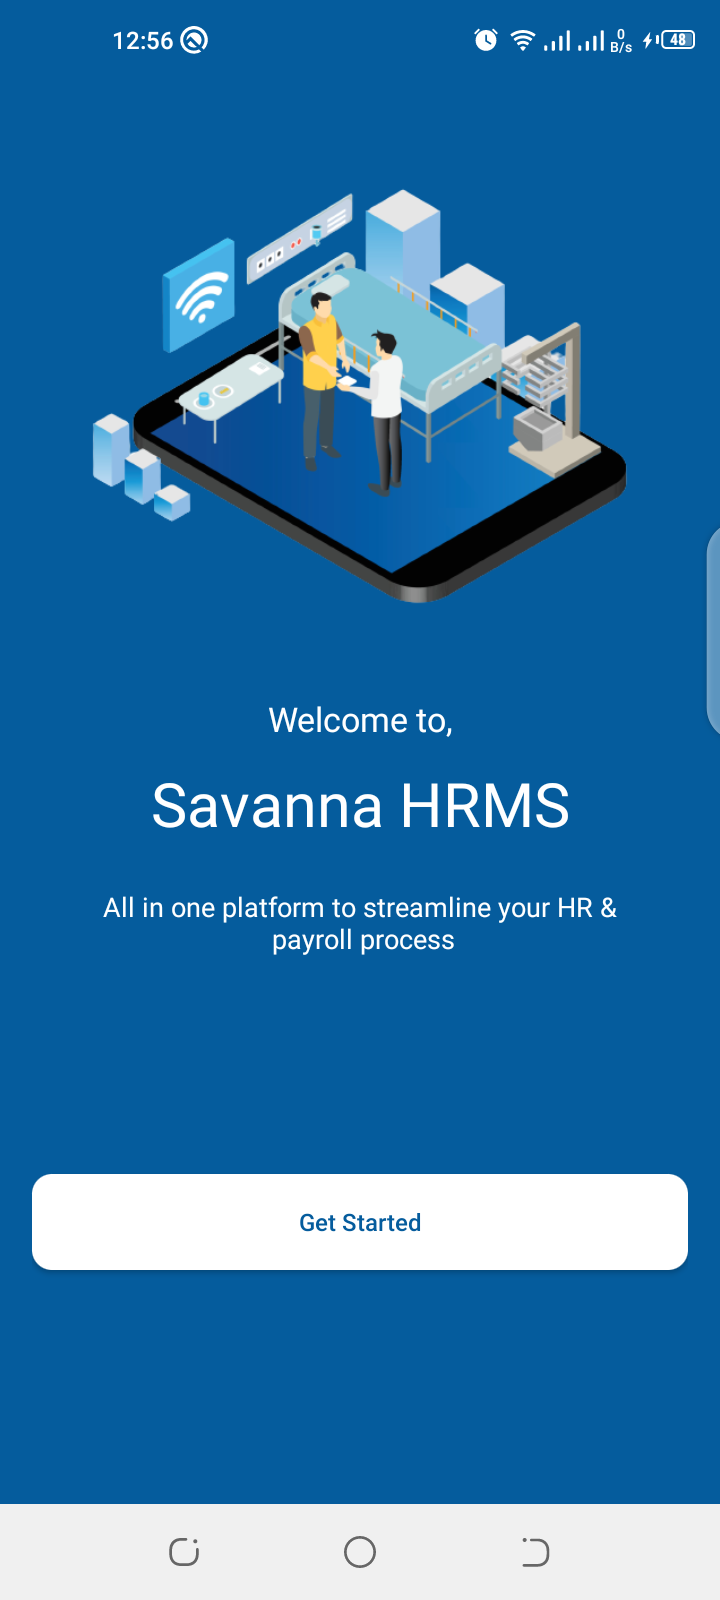 12:56 0 B/s 48
Welcome to,
Savanna HRMS
All in one platform to streamline your HR &
payroll process
Get Started